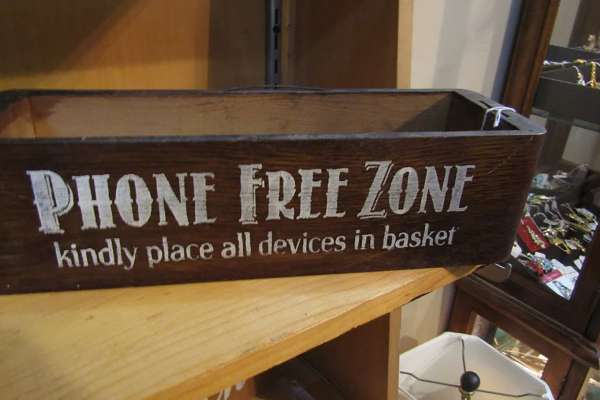 PHONE FREE ZONE
kindly place all devices in basket